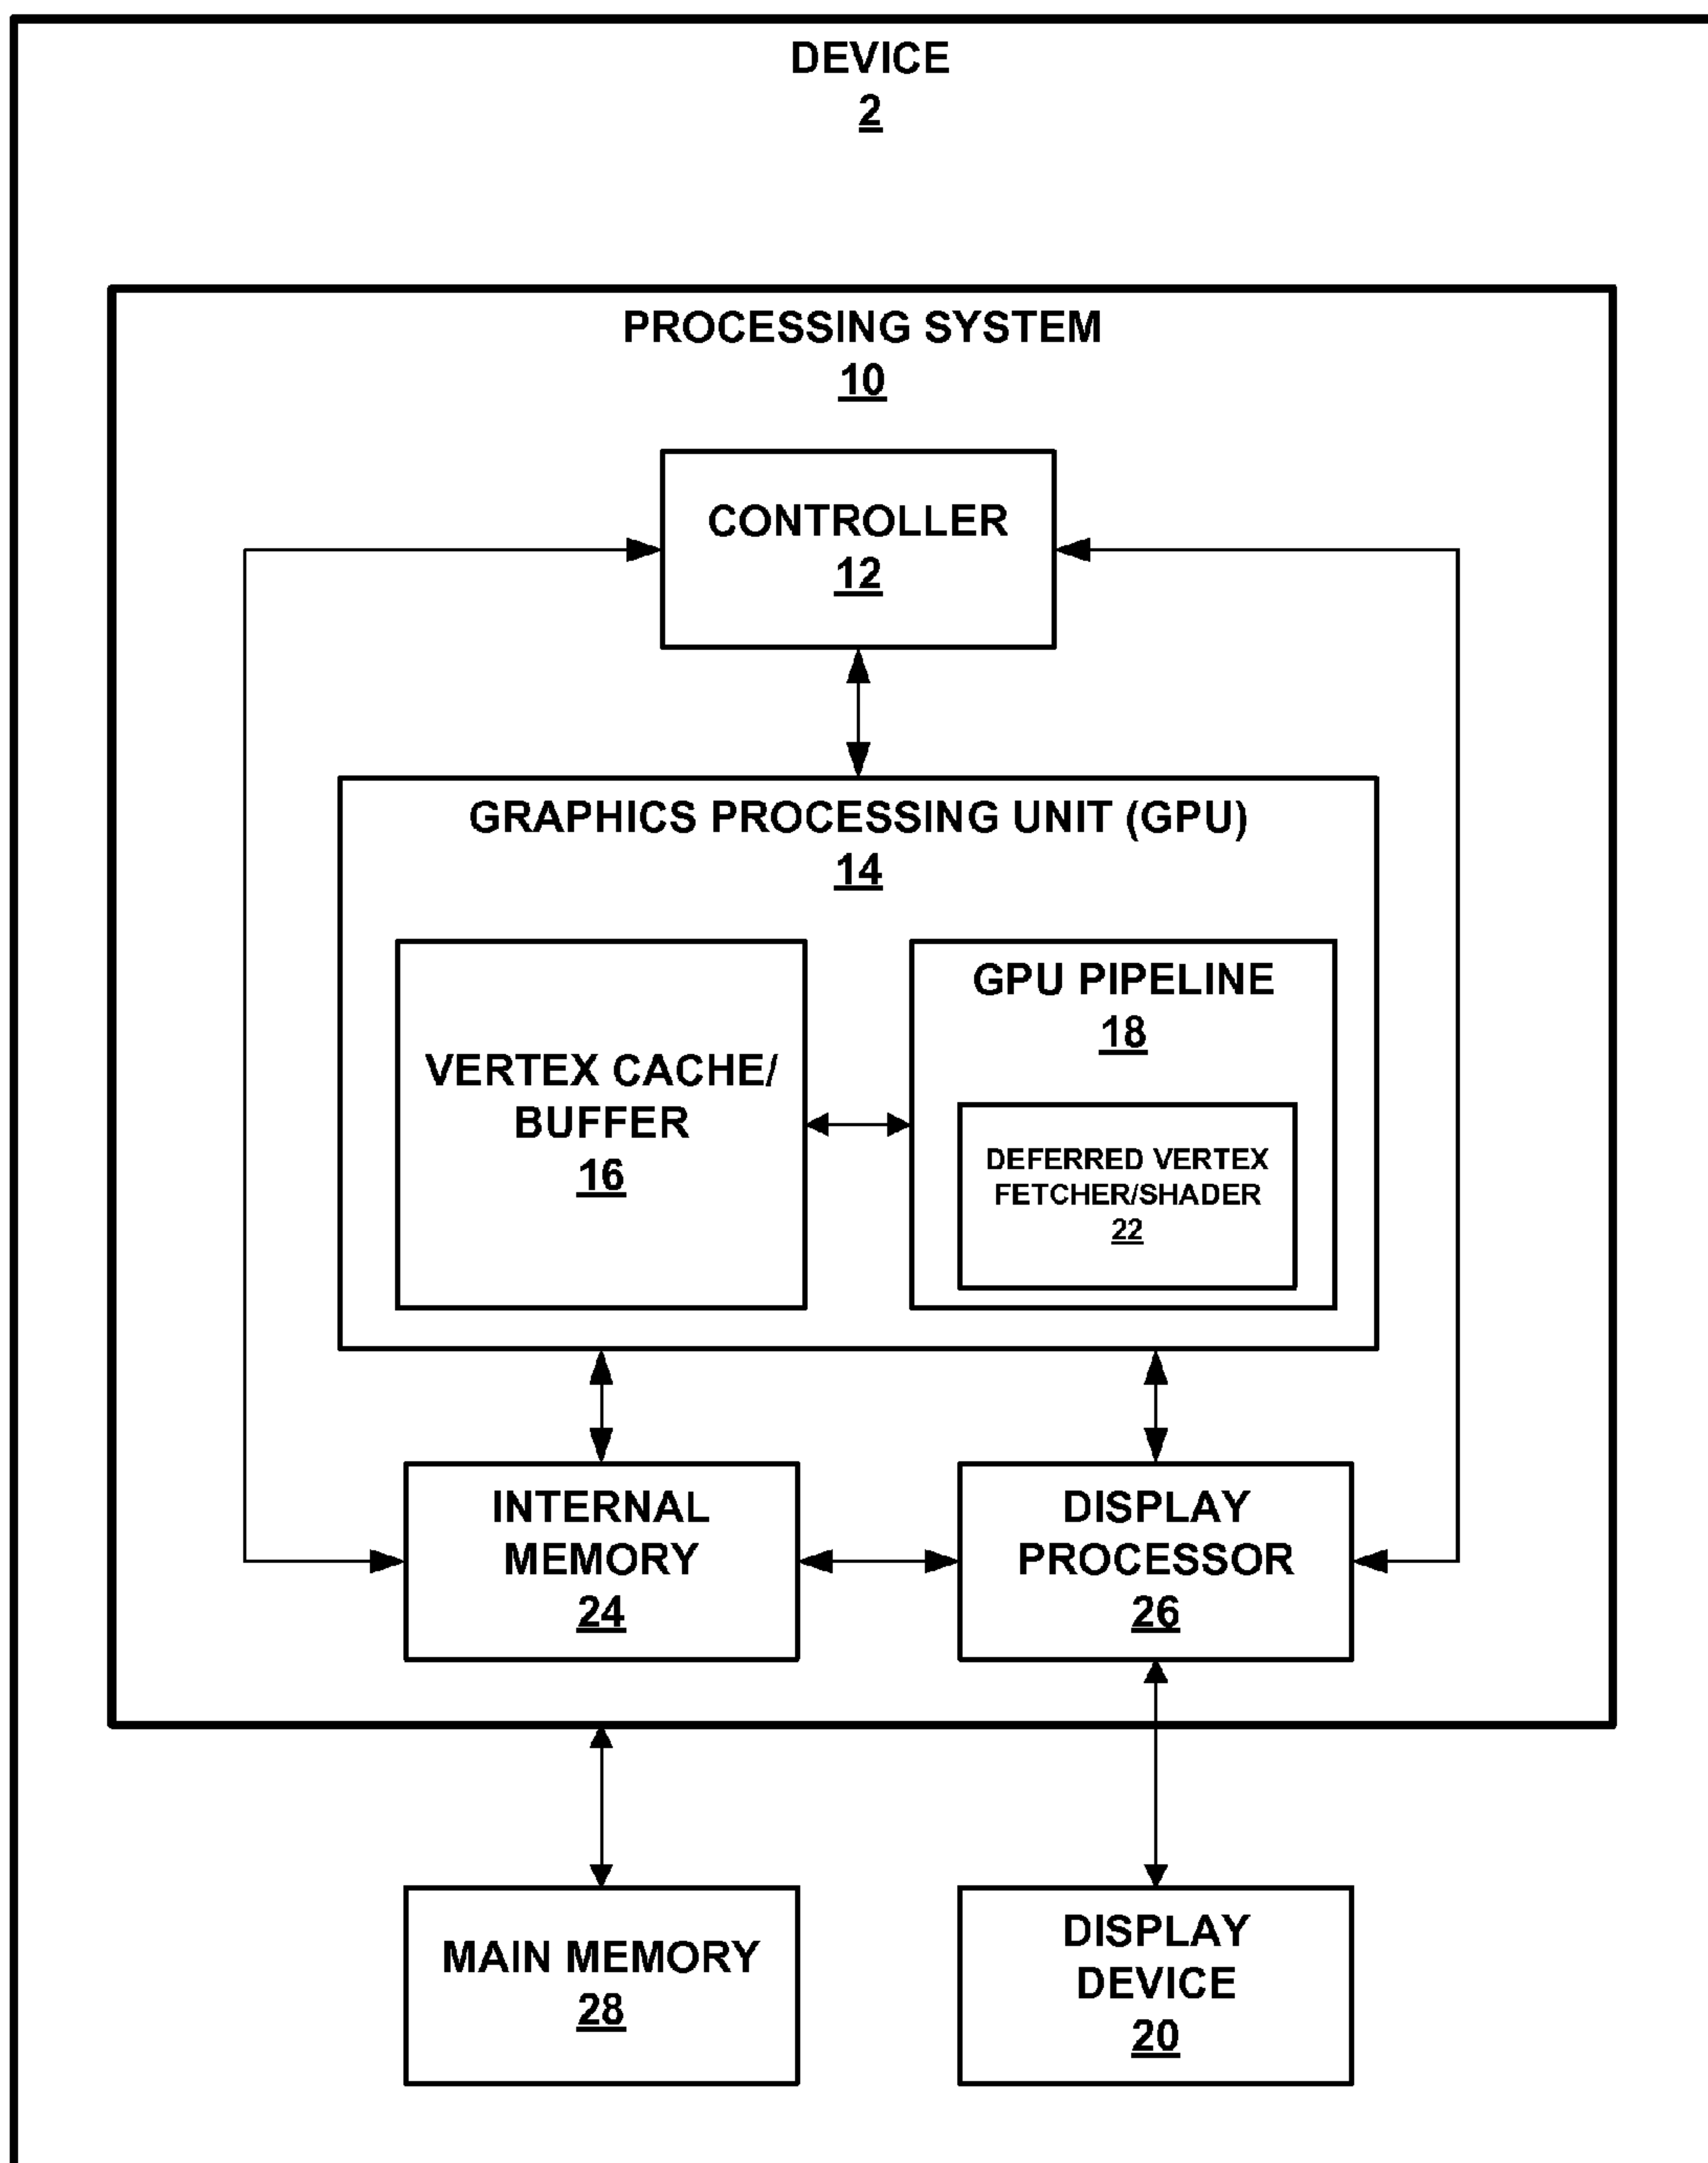 DEVICE
2
PROCESSING SYSTEM
10
CONTROLLER
12
GRAPHICS PROCESSING UNIT (GPU)
14
VERTEX CACHE/
BUFFER
16
GPU PIPELINE
18
DEFERRED VERTEX
FETCHER/SHADER
22
INTERNAL
MEMORY
24
DISPLAY
PROCESSOR
26
MAIN MEMORY
28
DISPLAY
DEVICE
20